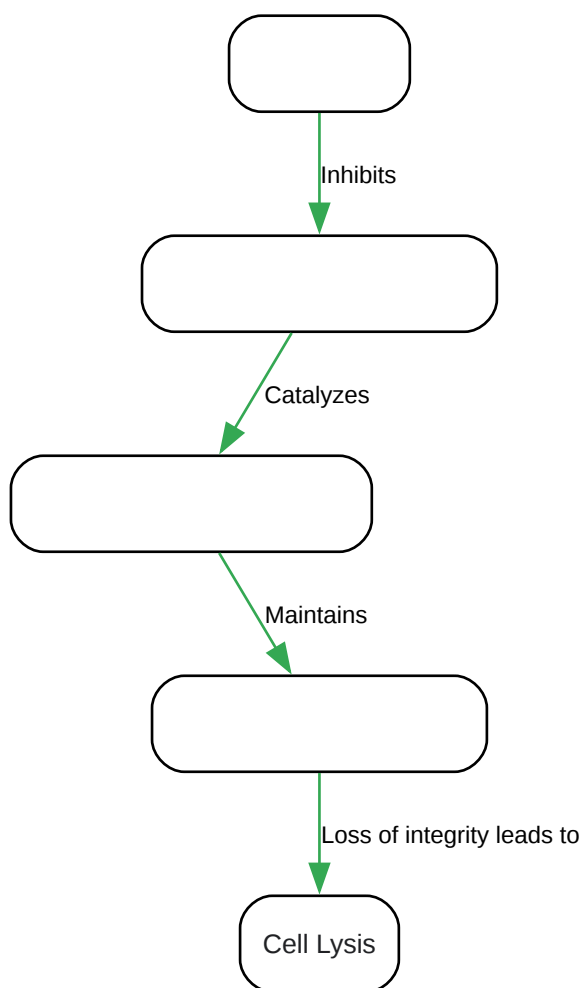 Inhibits
Catalyzes
Maintains
Loss of integrity leads to
Cell Lysis